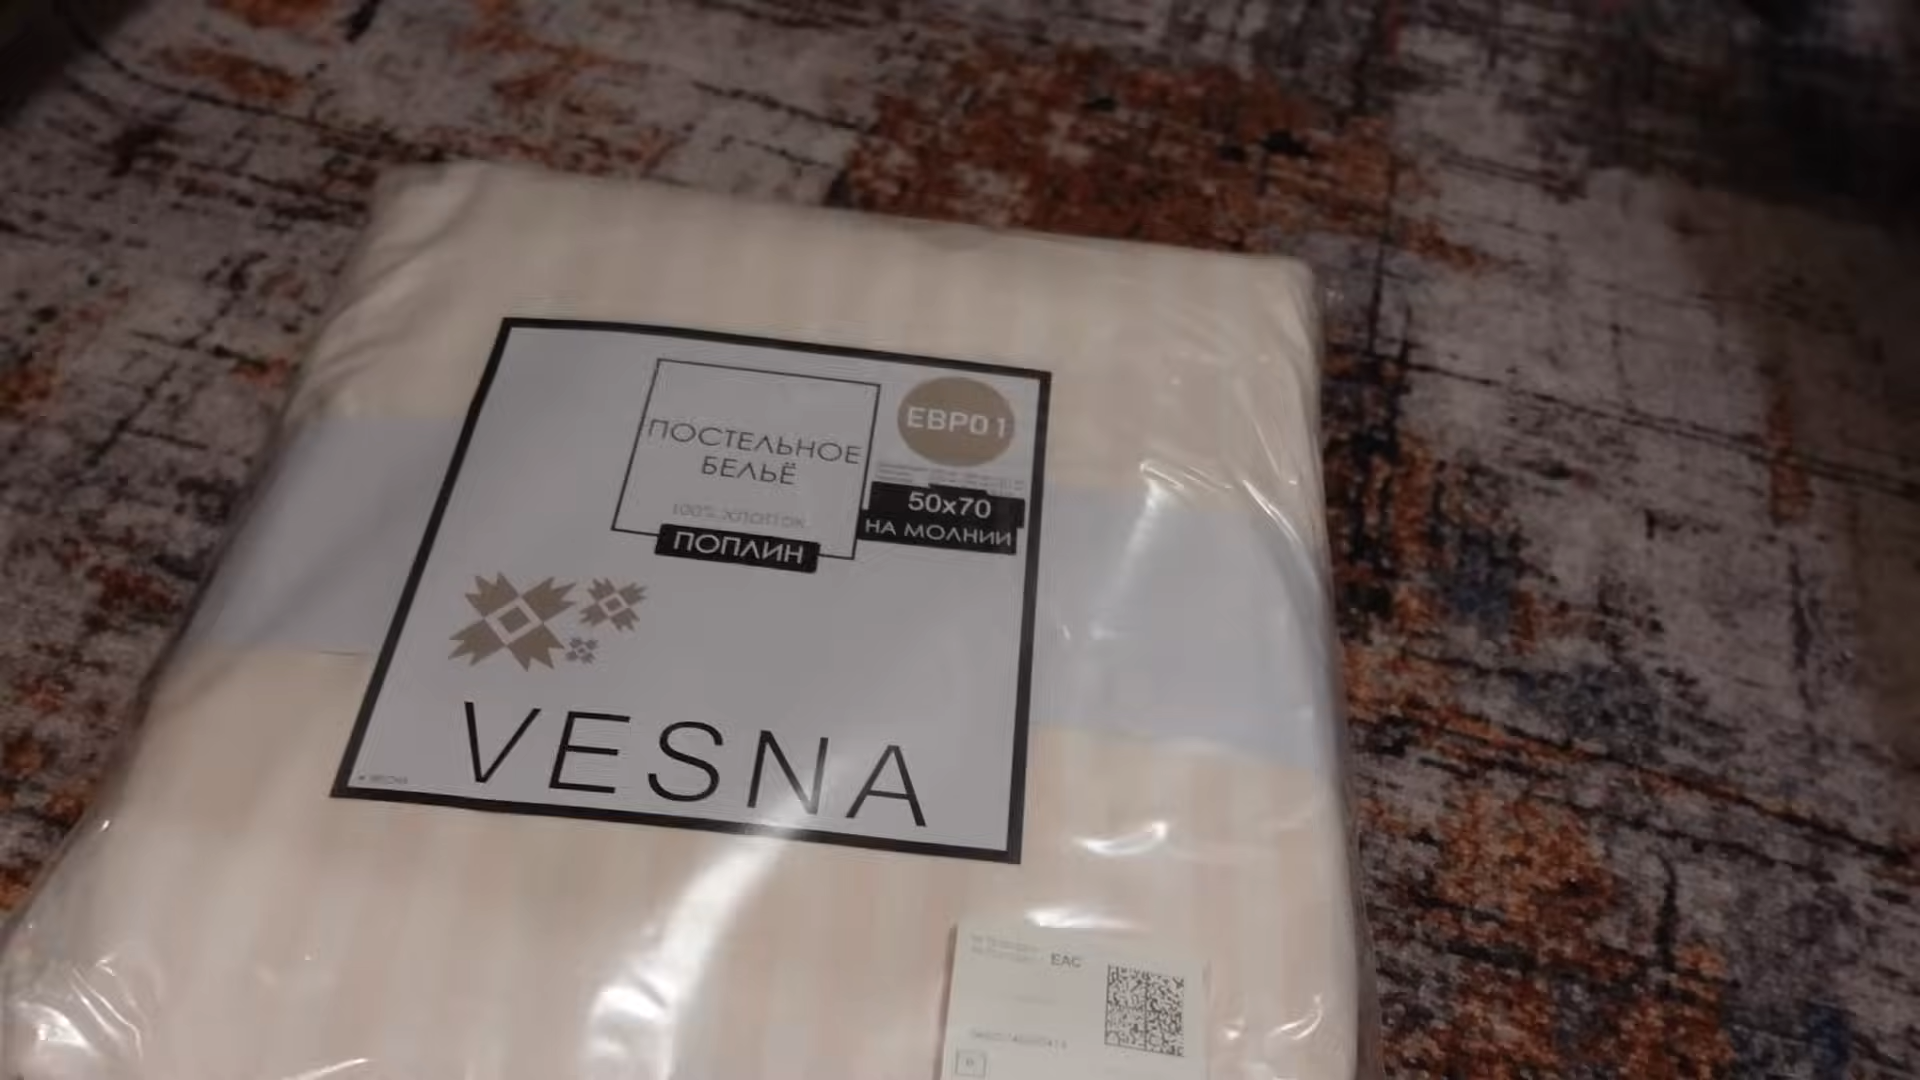 ПОСТЕЛЬНОЕ
БЕЛЬЁ
100% ХЛОПОК
ПОПЛИН
ЕВРО 1
50x70
НА МОЛНИИ
VESNA
EAC